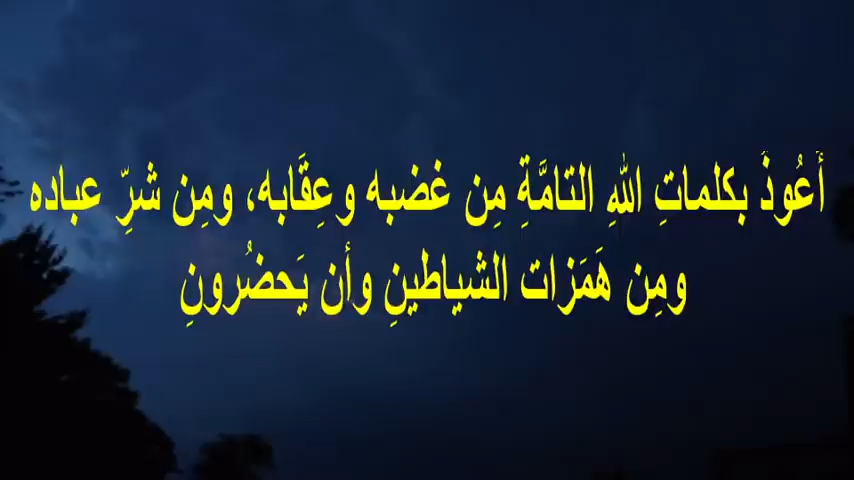 أَعُوذَ بكلماتِ اللهِ التامَّةِ مِن غضبه وعِقَابه، ومِن شرِّ عباده
ومِن هَمَزات الشياطينِ وأن يَحضُرونِ